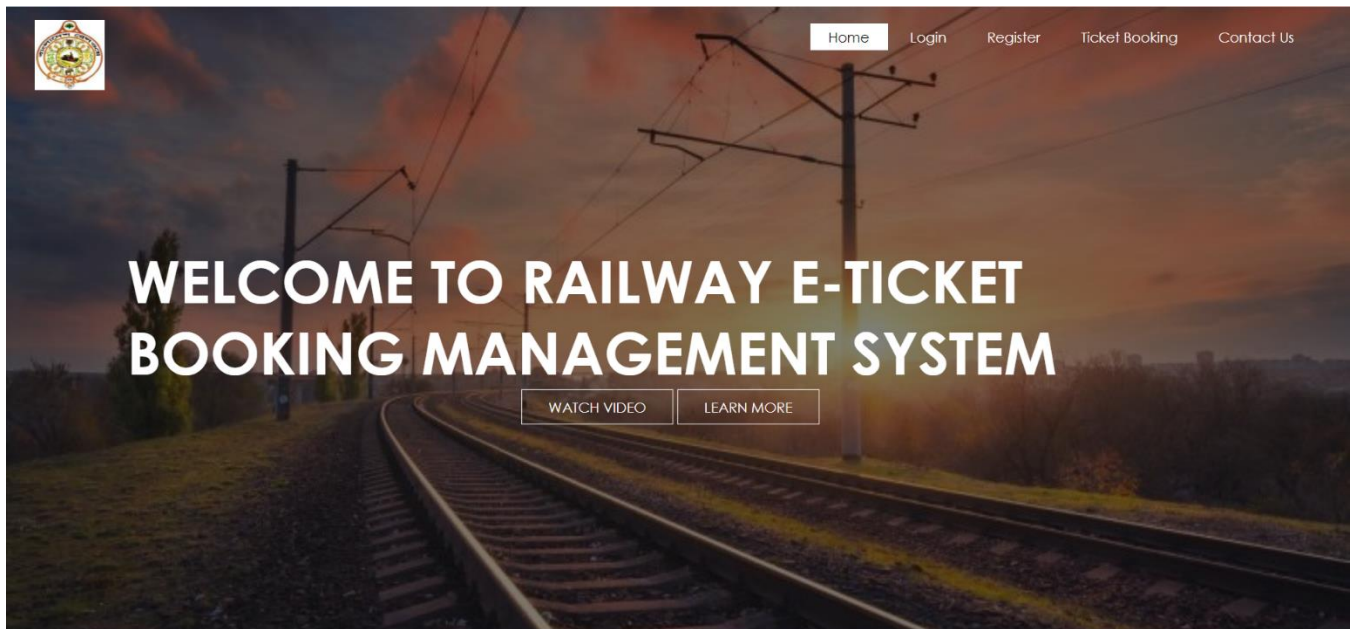 Home Login Register Ticket Booking Contact Us
WELCOME TO RAILWAY E-TICKET
BOOKING MANAGEMENT SYSTEM
WATCH VIDEO LEARN MORE